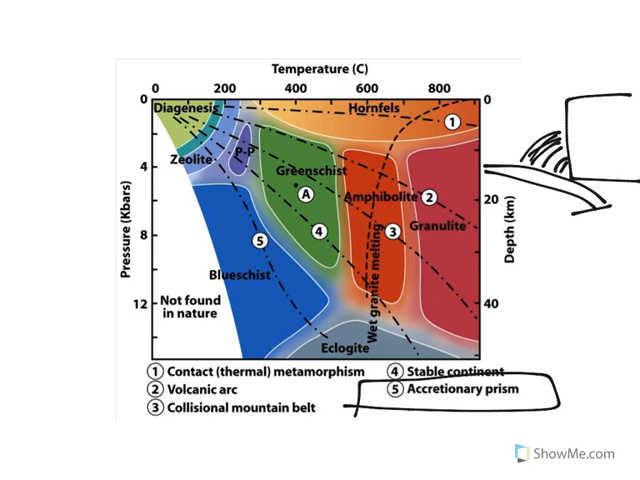 Temperature (C)
0 200 400 600 800
0 Diagenesis Hornfels 0
1
Zeolite P-P
4 Greenschist
A Amphibolite 2 20
Granulite
Pressure (Kbars) Depth (km)
8 5 4 3
Wet granite melting
Blueschist
12 Not found 40
in nature
Eclogite
1 Contact (thermal) metamorphism 4 Stable continent
2 Volcanic arc 5 Accretionary prism
3 Collisional mountain belt
ShowMe.com